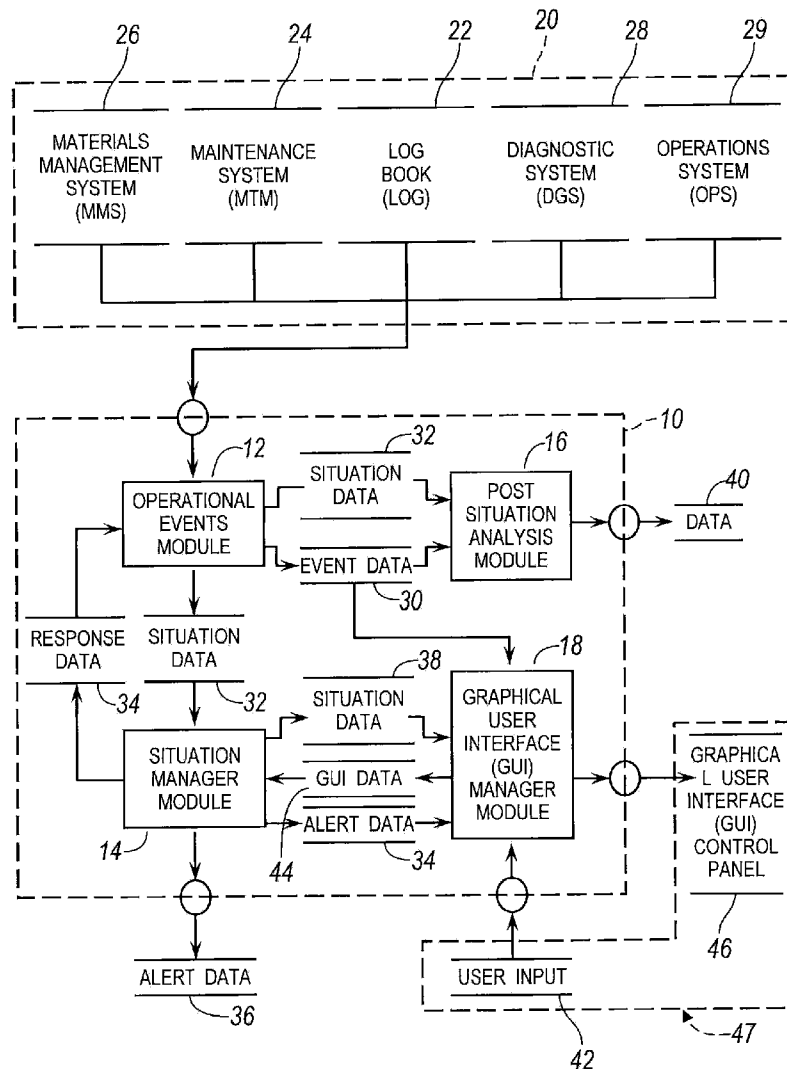 26
24
22
20
28
29
MATERIALS
MANAGEMENT
SYSTEM
(MMS)
MAINTENANCE
SYSTEM
(MTM)
LOG
BOOK
(LOG)
DIAGNOSTIC
SYSTEM
(DGS)
OPERATIONS
SYSTEM
(OPS)
10
12
32
16
40
OPERATIONAL
EVENTS
MODULE
SITUATION
DATA
EVENT DATA
30
POST
SITUATION
ANALYSIS
MODULE
DATA
RESPONSE
DATA
34
SITUATION
DATA
32
38
18
SITUATION
MANAGER
MODULE
14
SITUATION
DATA
GUI DATA
44
ALERT DATA
34
GRAPHICAL
USER
INTERFACE
(GUI)
MANAGER
MODULE
GRAPHICA
L USER
INTERFACE
(GUI)
CONTROL
PANEL
46
ALERT DATA
36
USER INPUT
42
47